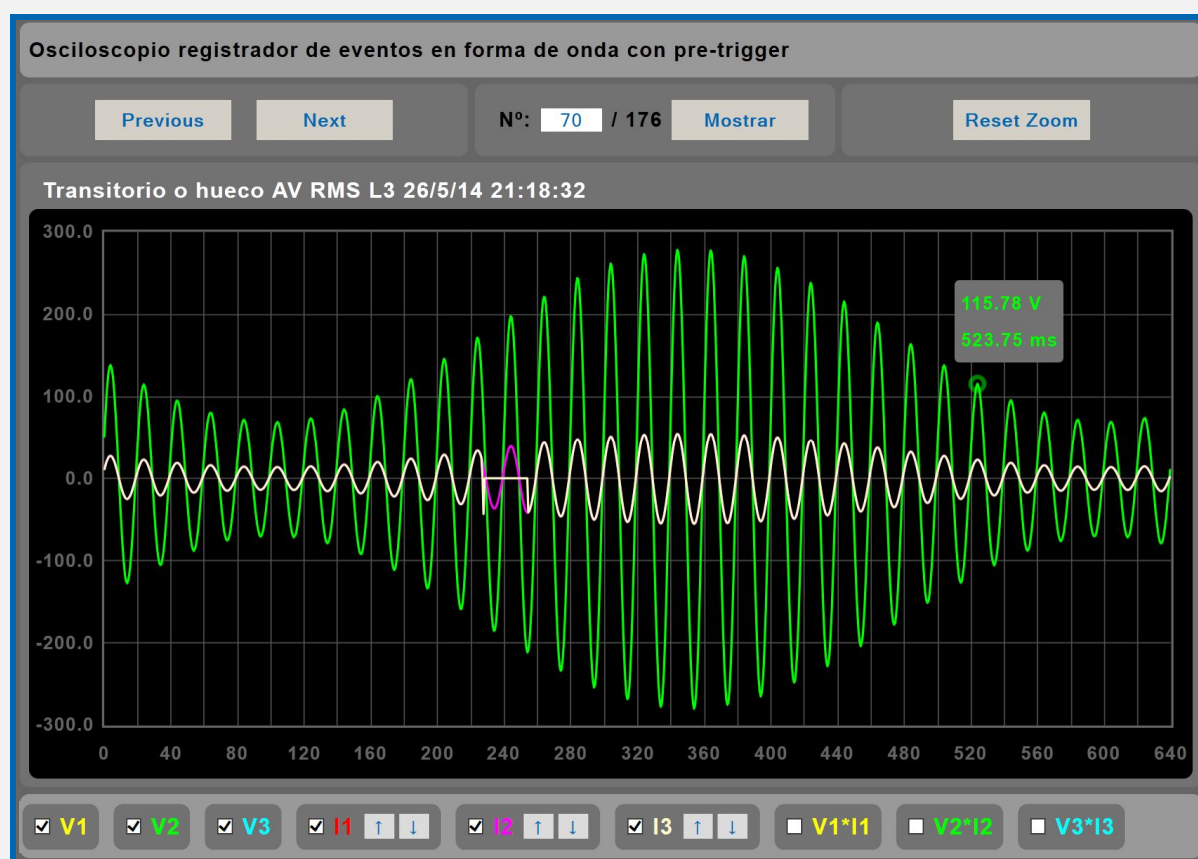 Osciloscopio registrador de eventos en forma de onda con pre-trigger
Previous Next Nº: 70 / 176 Mostrar Reset Zoom
Transitorio o hueco AV RMS L3 26/5/14 21:18:32
300.0
200.0
100.0
0.0
-100.0
-200.0
-300.0
115.78 V
523.75 ms
0 40 80 120 160 200 240 280 320 360 400 440 480 520 560 600 640
V1 V2 V3 I1 ↑ ↓ I2 ↑ ↓ I3 ↑ ↓ V1*I1 V2*I2 V3*I3